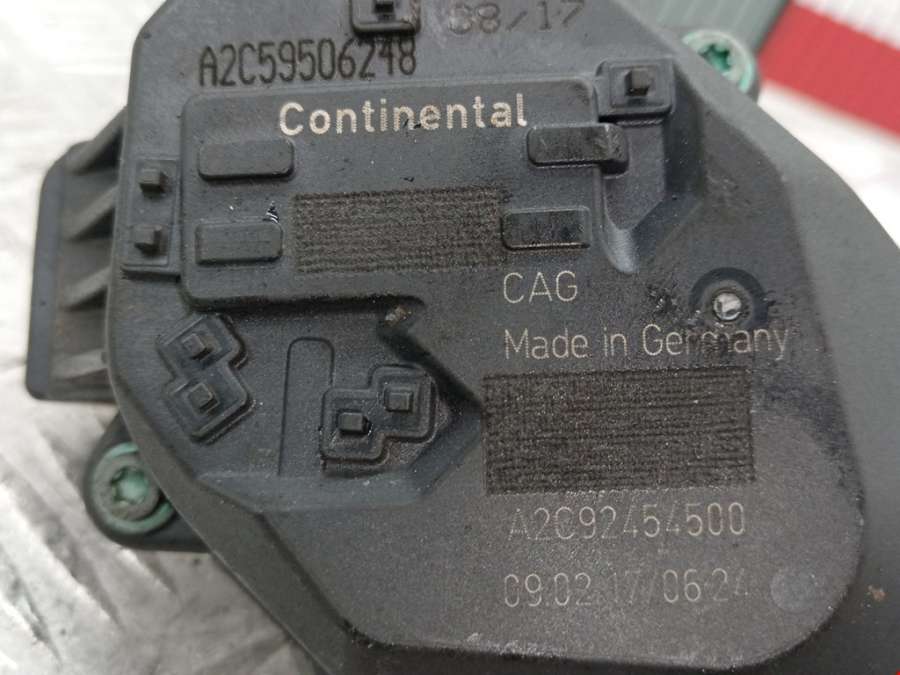 08/17
A2C59506248
Continental
CAG
Made in Germany
A2C92454500
09.02.17/06:24